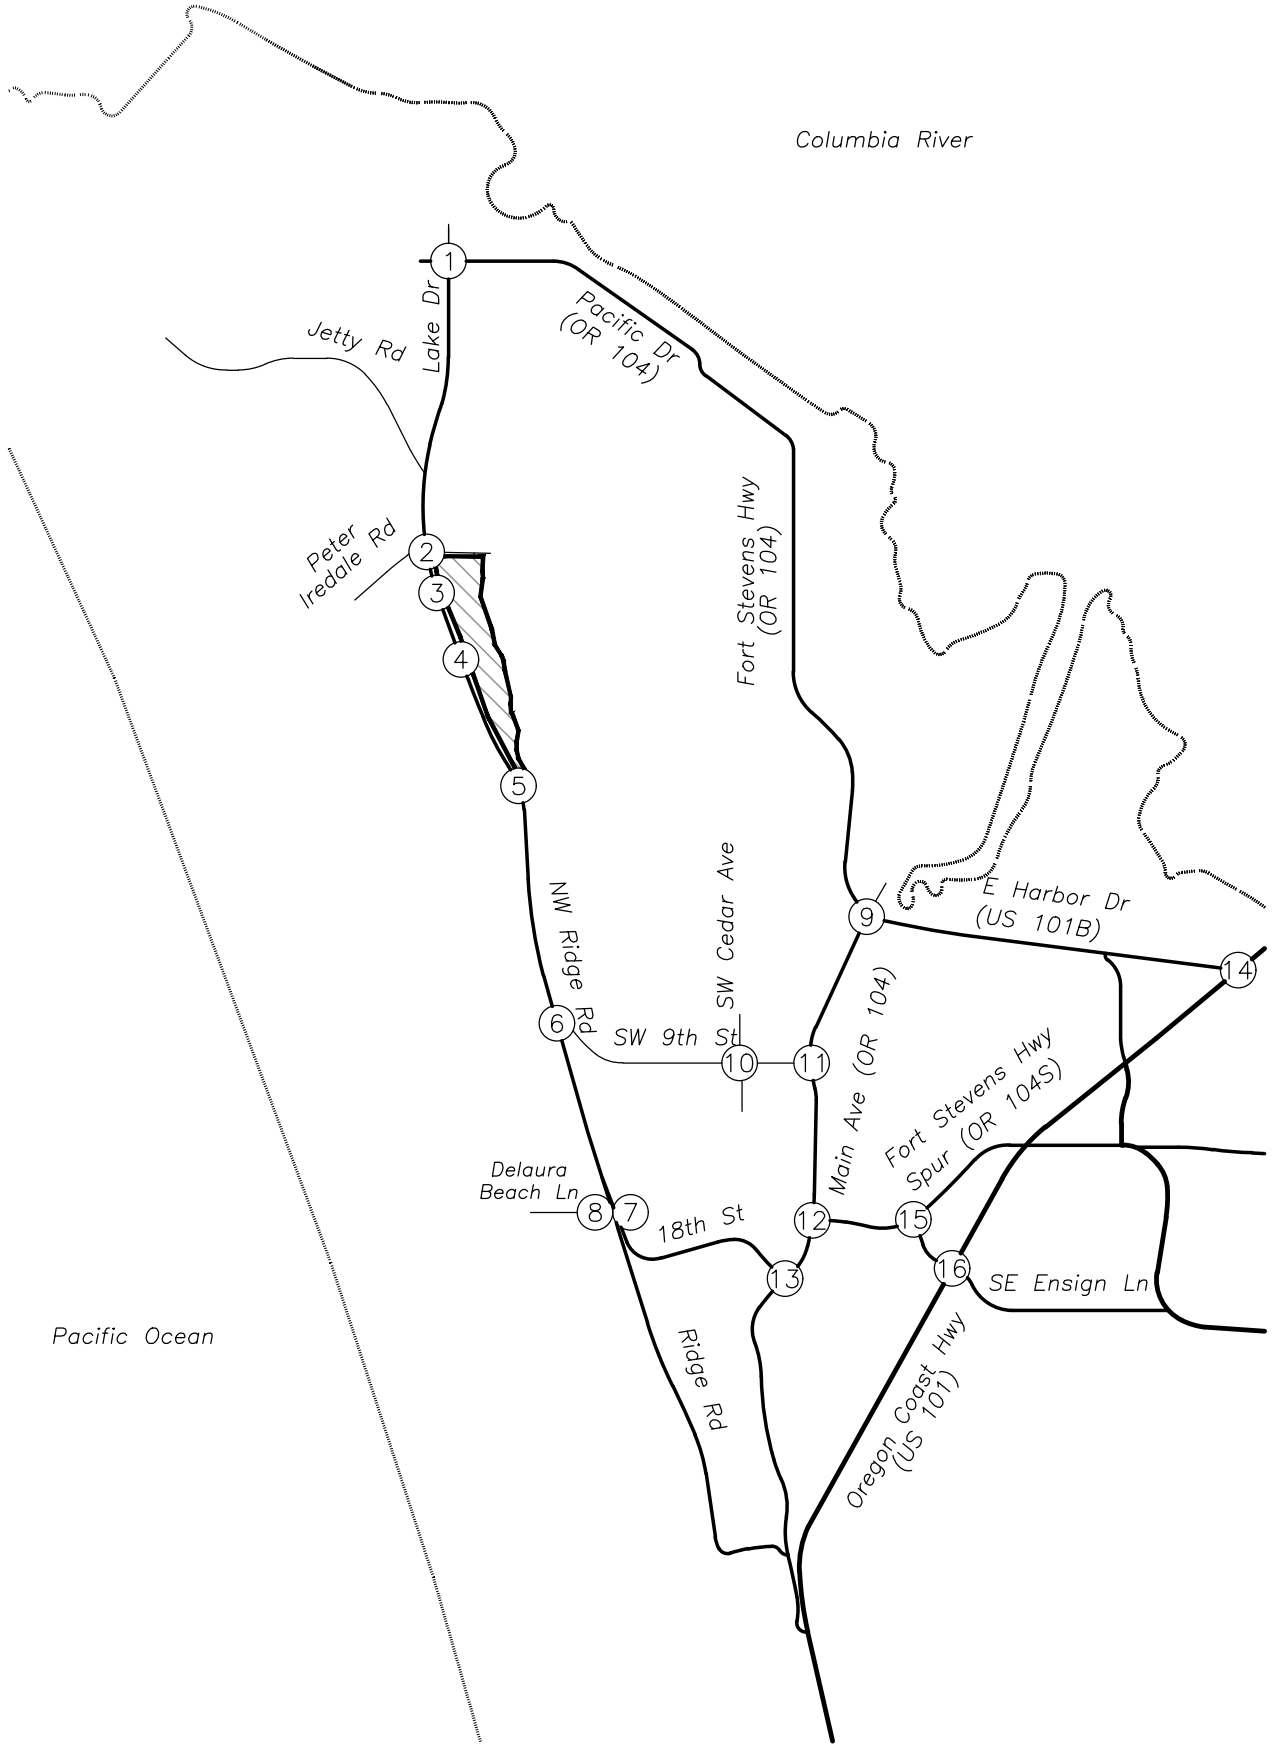 Columbia River
1
Lake Dr
Jetty Rd
Pacific Dr
(OR 104)
Fort Stevens Hwy
(OR 104)
Peter
Iredale Rd
2
3
4
5
NW Ridge Rd
SW Cedar Ave
9
E Harbor Dr
(US 101B)
14
6
SW 9th St
10
11
Main Ave (OR 104)
Fort Stevens Hwy
Spur (OR 104S)
Delaura
Beach Ln
8
7
18th St
12
15
13
16
SE Ensign Ln
Pacific Ocean
Ridge Rd
Oregon Coast Hwy
(US 101)